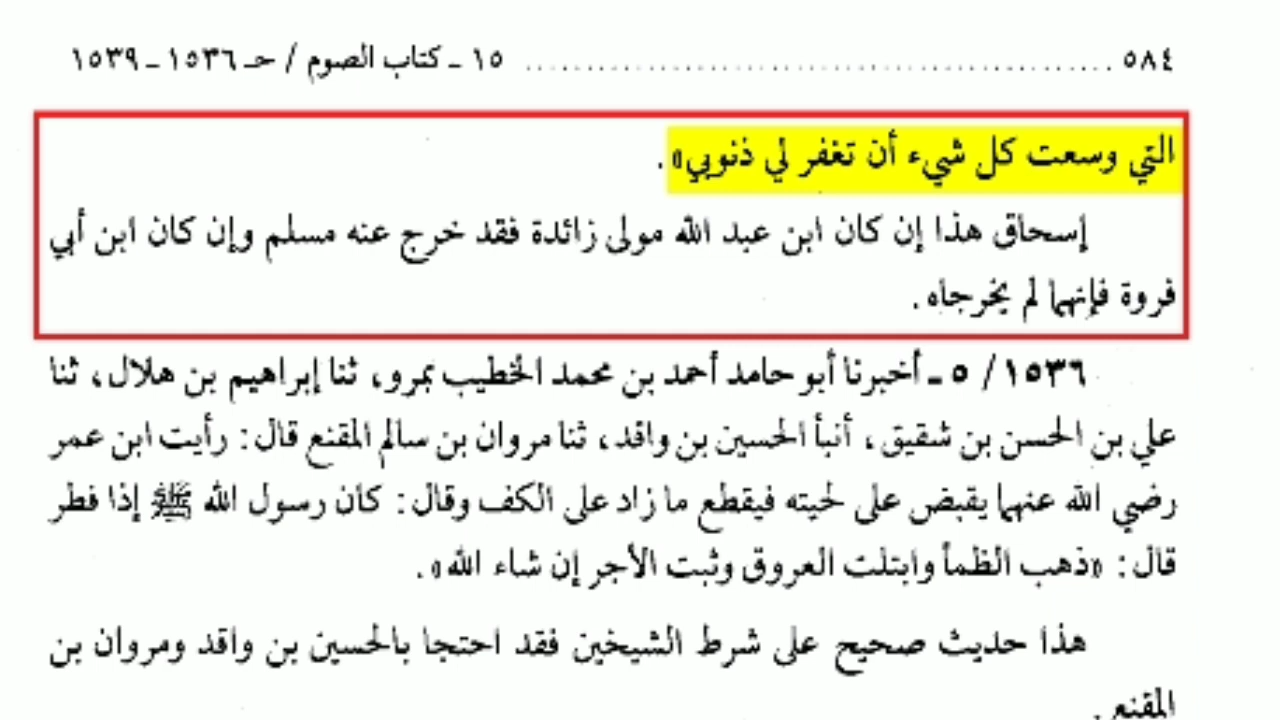 ٥٨٤ ........................................ ١٥ ـ كتاب الصوم / حـ ١٥٣٦ ـ ١٥٣٩
التي وسعت كل شيء أن تغفر لي ذنوبي».
إسحاق هذا إن كان ابن عبد الله مولى زائدة فقد خرج عنه مسلم وإن كان ابن أبي
فروة فإنهما لم يخرجاه.
١٥٣٦/ ٥ ـ أخبرنا أبو حامد أحمد بن محمد الخطيب بمرو، ثنا إبراهيم بن هلال، ثنا
علي بن الحسن بن شقيق، أنبأ الحسين بن واقد، ثنا مروان بن سالم المقنع قال: رأيت ابن عمر
رضي الله عنهما يقبض على لحيته فيقطع ما زاد على الكف وقال: كان رسول الله ﷺ إذا فطر
قال: «ذهب الظمأ وابتلت العروق وثبت الأجر إن شاء الله».
هذا حديث صحيح على شرط الشيخين فقد احتجا بالحسين بن واقد ومروان بن
المقنع.